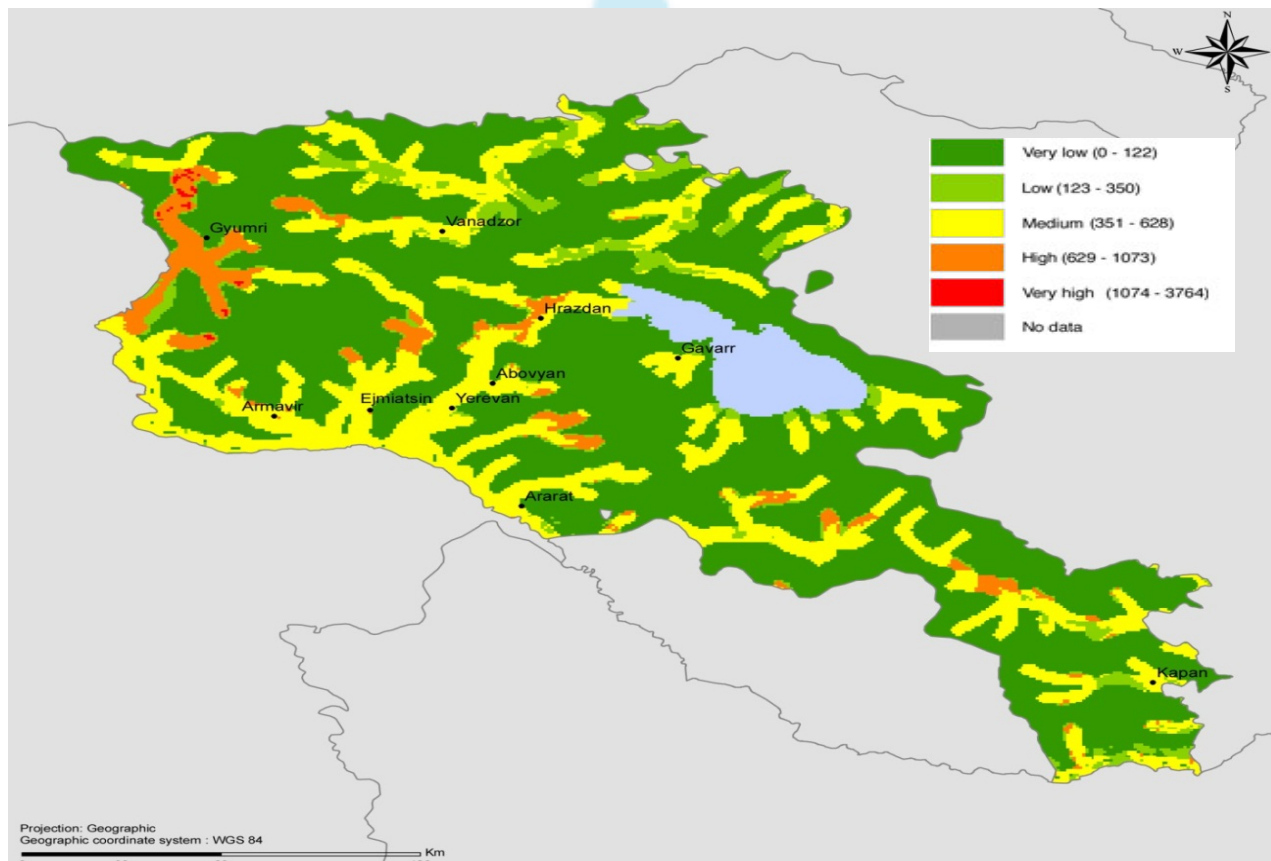 N
W
S
Very low (0 - 122)
Low (123 - 350)
Medium (351 - 628)
High (629 - 1073)
Very high (1074 - 3764)
No data
Gyumri
Vanadzor
Hrazdan
Gavarr
Abovyan
Armavir
Ejmiatsin
Yerevan
Ararat
Kapan
Projection: Geographic
Geographic coordinate system : WGS 84
Km